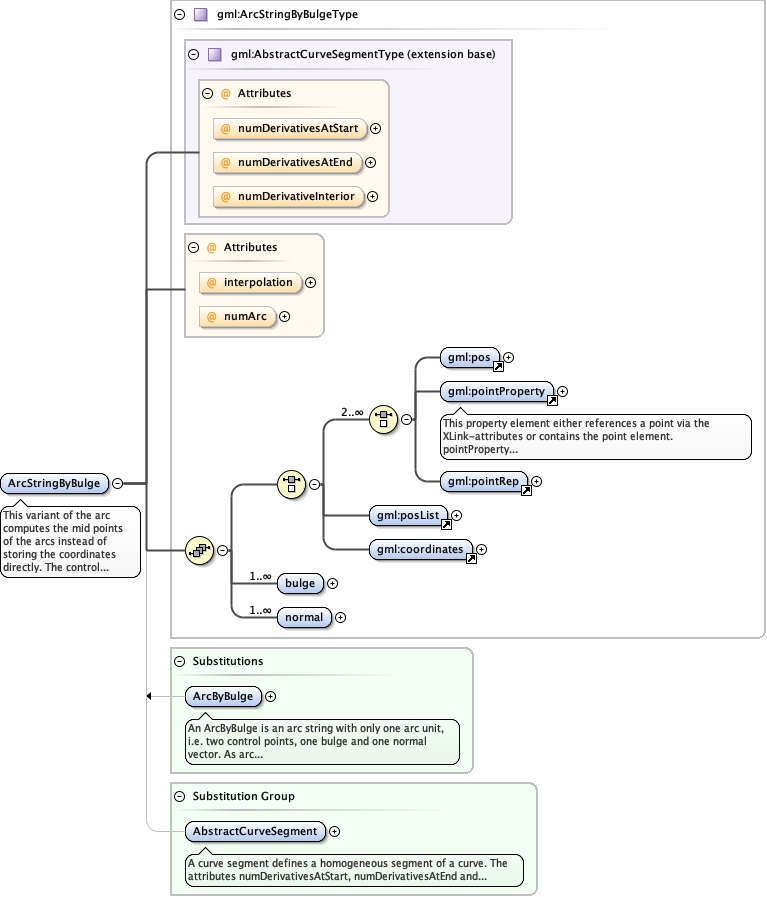 gml:ArcStringByBulgeType
gml:AbstractCurveSegmentType (extension base)
@ Attributes
@ numDerivativesAtStart
@ numDerivativesAtEnd
@ numDerivativeInterior
@ Attributes
@ interpolation
@ numArc
gml:pos
gml:pointProperty
2..∞
This property element either references a point via the
XLink-attributes or contains the point element.
pointProperty...
gml:pointRep
ArcStringByBulge
This variant of the arc
computes the mid points
of the arcs instead of
storing the coordinates
directly. The control...
gml:posList
gml:coordinates
1..∞
bulge
1..∞
normal
Substitutions
ArcByBulge
An ArcByBulge is an arc string with only one arc unit,
i.e. two control points, one bulge and one normal
vector. As arc...
Substitution Group
AbstractCurveSegment
A curve segment defines a homogeneous segment of a curve. The
attributes numDerivativesAtStart, numDerivativesAtEnd and...